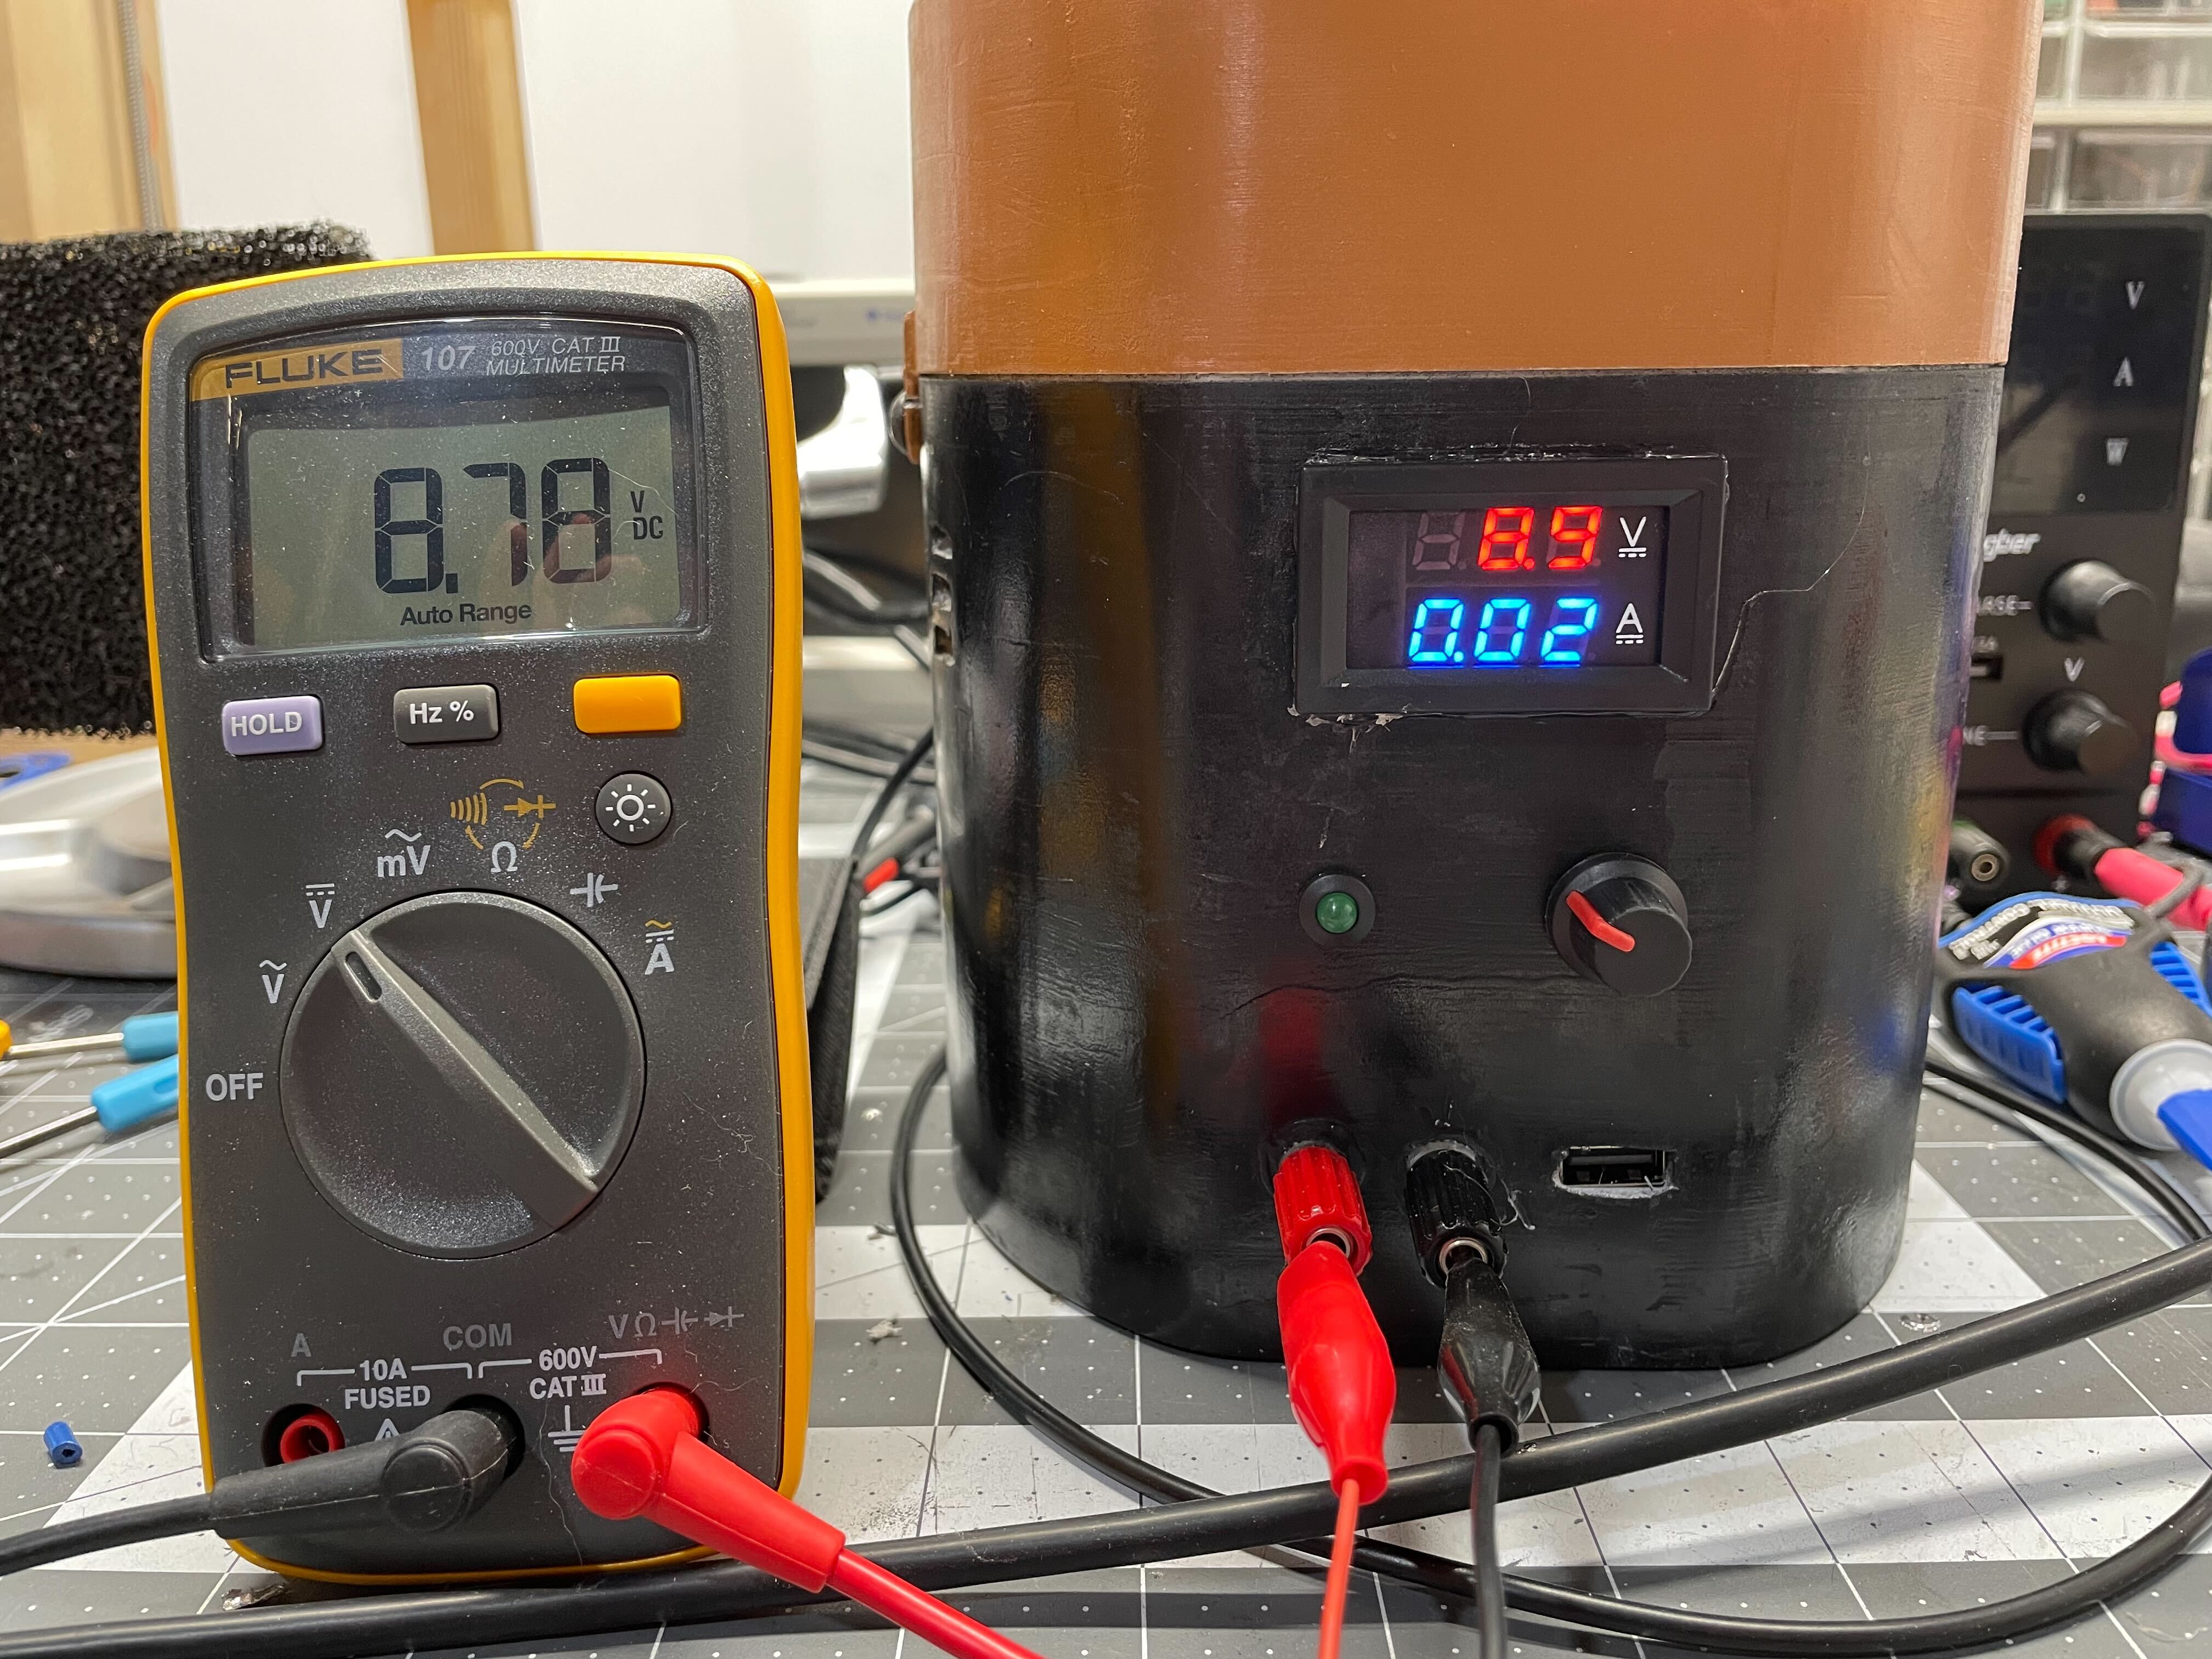 FLUKE 107 600V CAT III
MULTIMETER
8.78 V
DC
Auto Range
HOLD
Hz %
mV
Ω
V
A
V
OFF
A
COM
VΩ
10A
FUSED
600V
CAT III
8.9 V
0.02 A
V
A
W
V